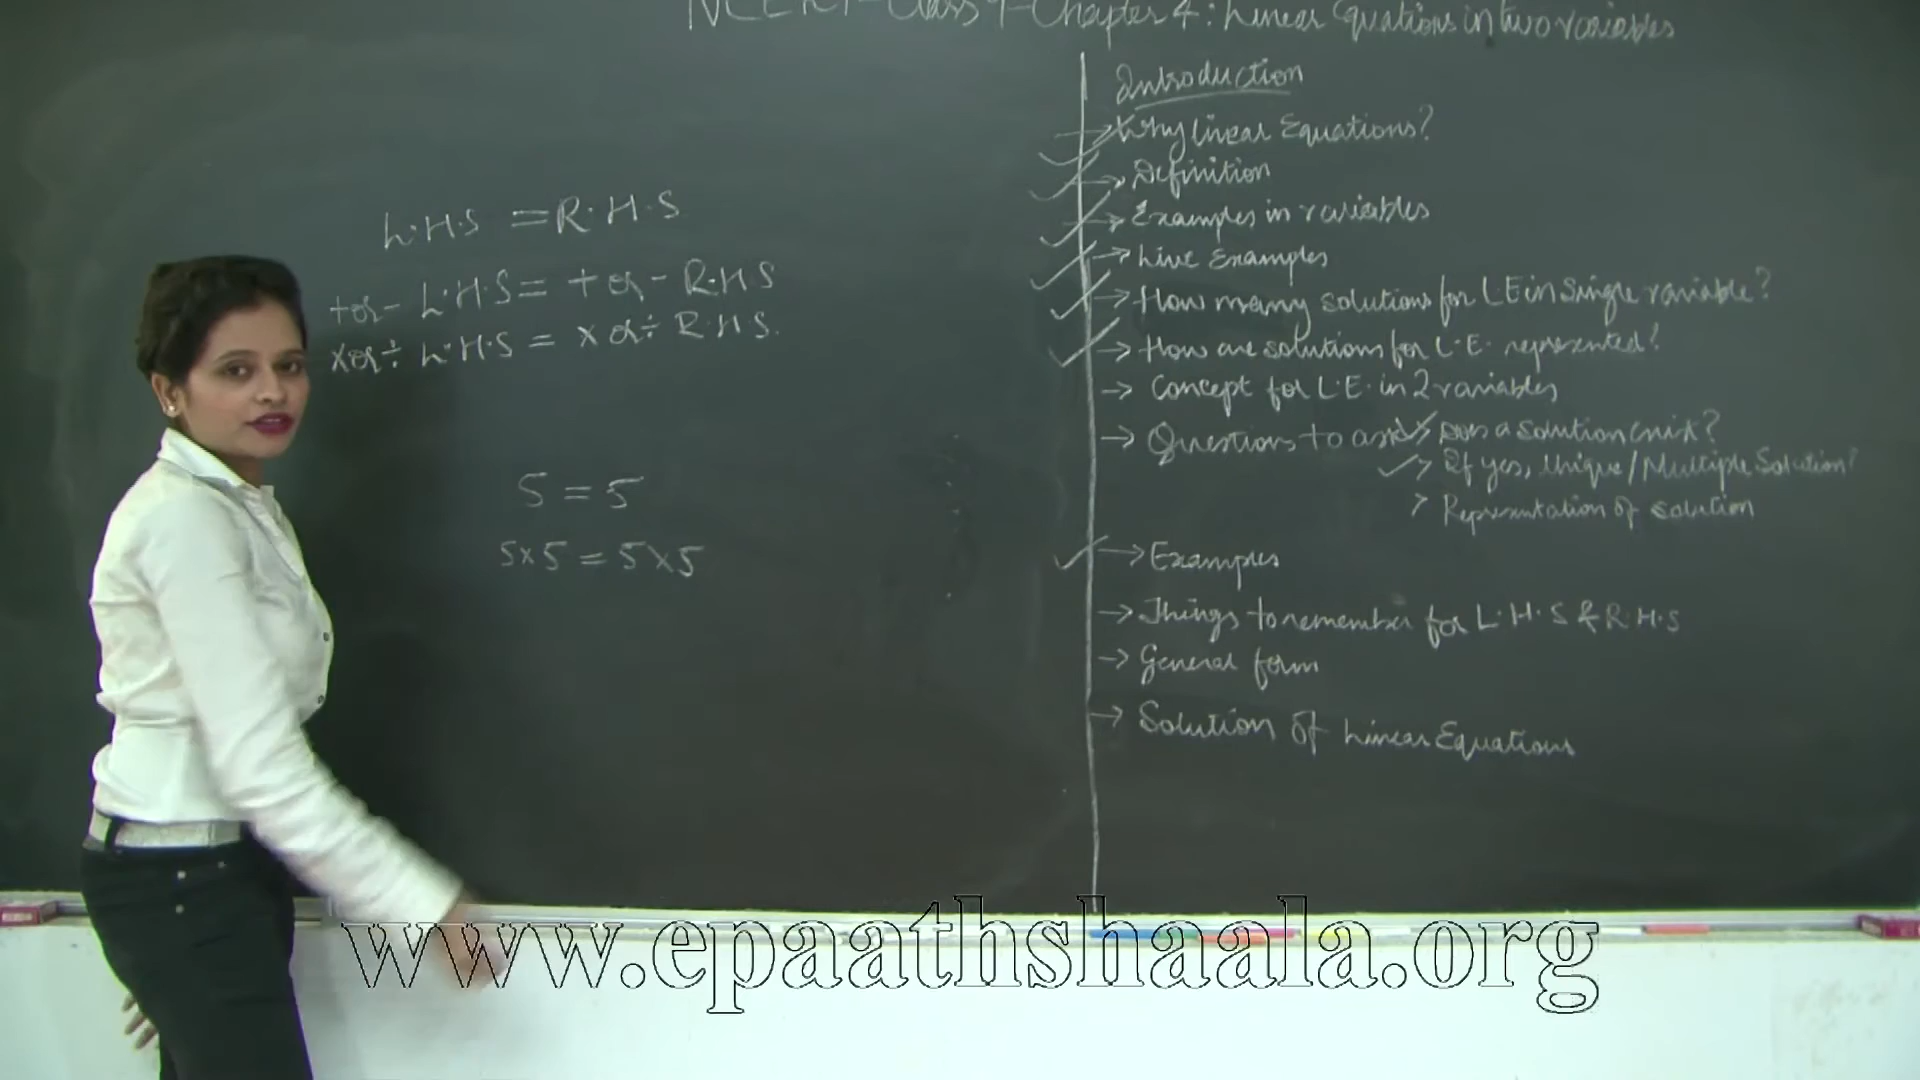 NCERT-Class 9-Chapter 4: Linear Equations in two variables
L.H.S = R.H.S
+ or - L.H.S = + or - R.H.S
x or ÷ L.H.S = x or ÷ R.H.S.
5 = 5
5x5 = 5x5
Introduction
→ Why linear Equations?
→ Definition
→ Examples in variables
→ Live Examples
→ How many solutions for LE in Single variable?
→ How are solutions for L.E. represented?
→ Concept for L.E. in 2 variables
→ Questions to ask > Does a solution exist?
> If yes, Unique/Multiple Solution?
> Representation of solution
→ Examples
→ Things to remember for L.H.S & R.H.S
→ General form
→ Solution of Linear Equations
www.epaathshaala.org